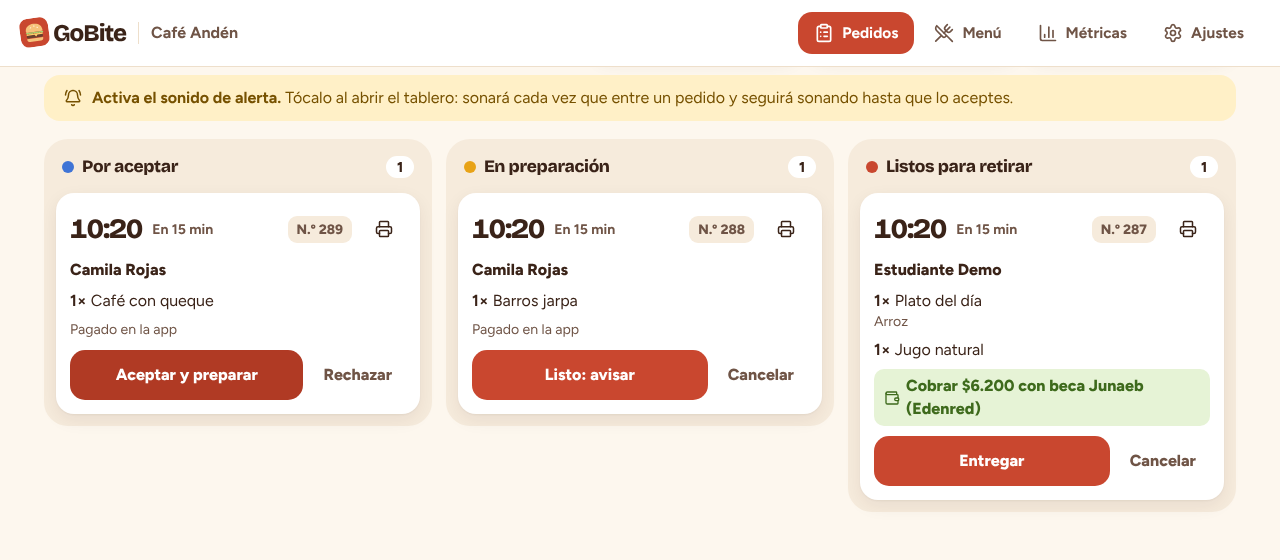 GoBite
Café Andén
Pedidos
Menú
Métricas
Ajustes
Activa el sonido de alerta. Tócalo al abrir el tablero: sonará cada vez que entre un pedido y seguirá sonando hasta que lo aceptes.
Por aceptar
1
10:20 En 15 min N.º 289
Camila Rojas
1× Café con queque
Pagado en la app
Aceptar y preparar
Rechazar
En preparación
1
10:20 En 15 min N.º 288
Camila Rojas
1× Barros jarpa
Pagado en la app
Listo: avisar
Cancelar
Listos para retirar
1
10:20 En 15 min N.º 287
Estudiante Demo
1× Plato del día
Arroz
1× Jugo natural
Cobrar $6.200 con beca Junaeb
(Edenred)
Entregar
Cancelar